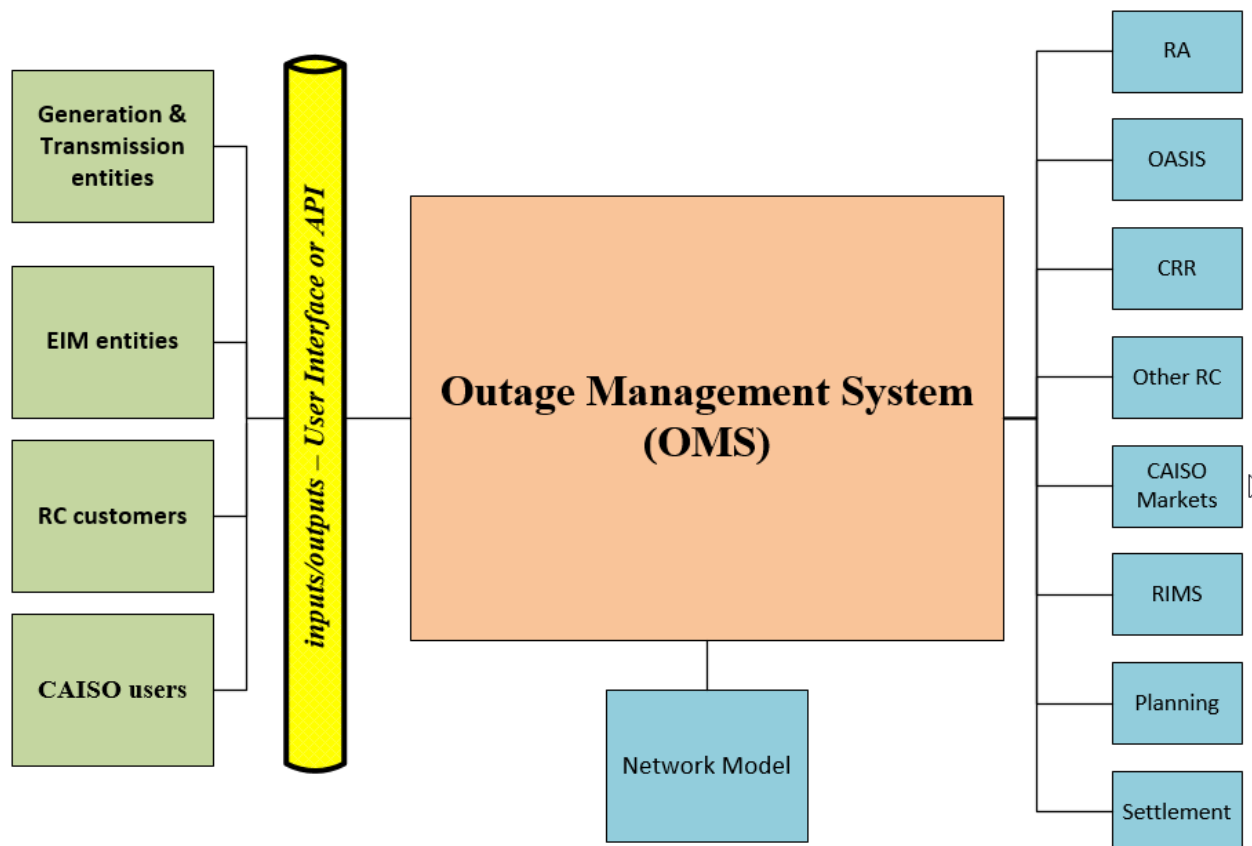 Generation &
Transmission
entities
EIM entities
RC customers
CAISO users
inputs/outputs – User Interface or API
Outage Management System
(OMS)
Network Model
RA
OASIS
CRR
Other RC
CAISO
Markets
RIMS
Planning
Settlement